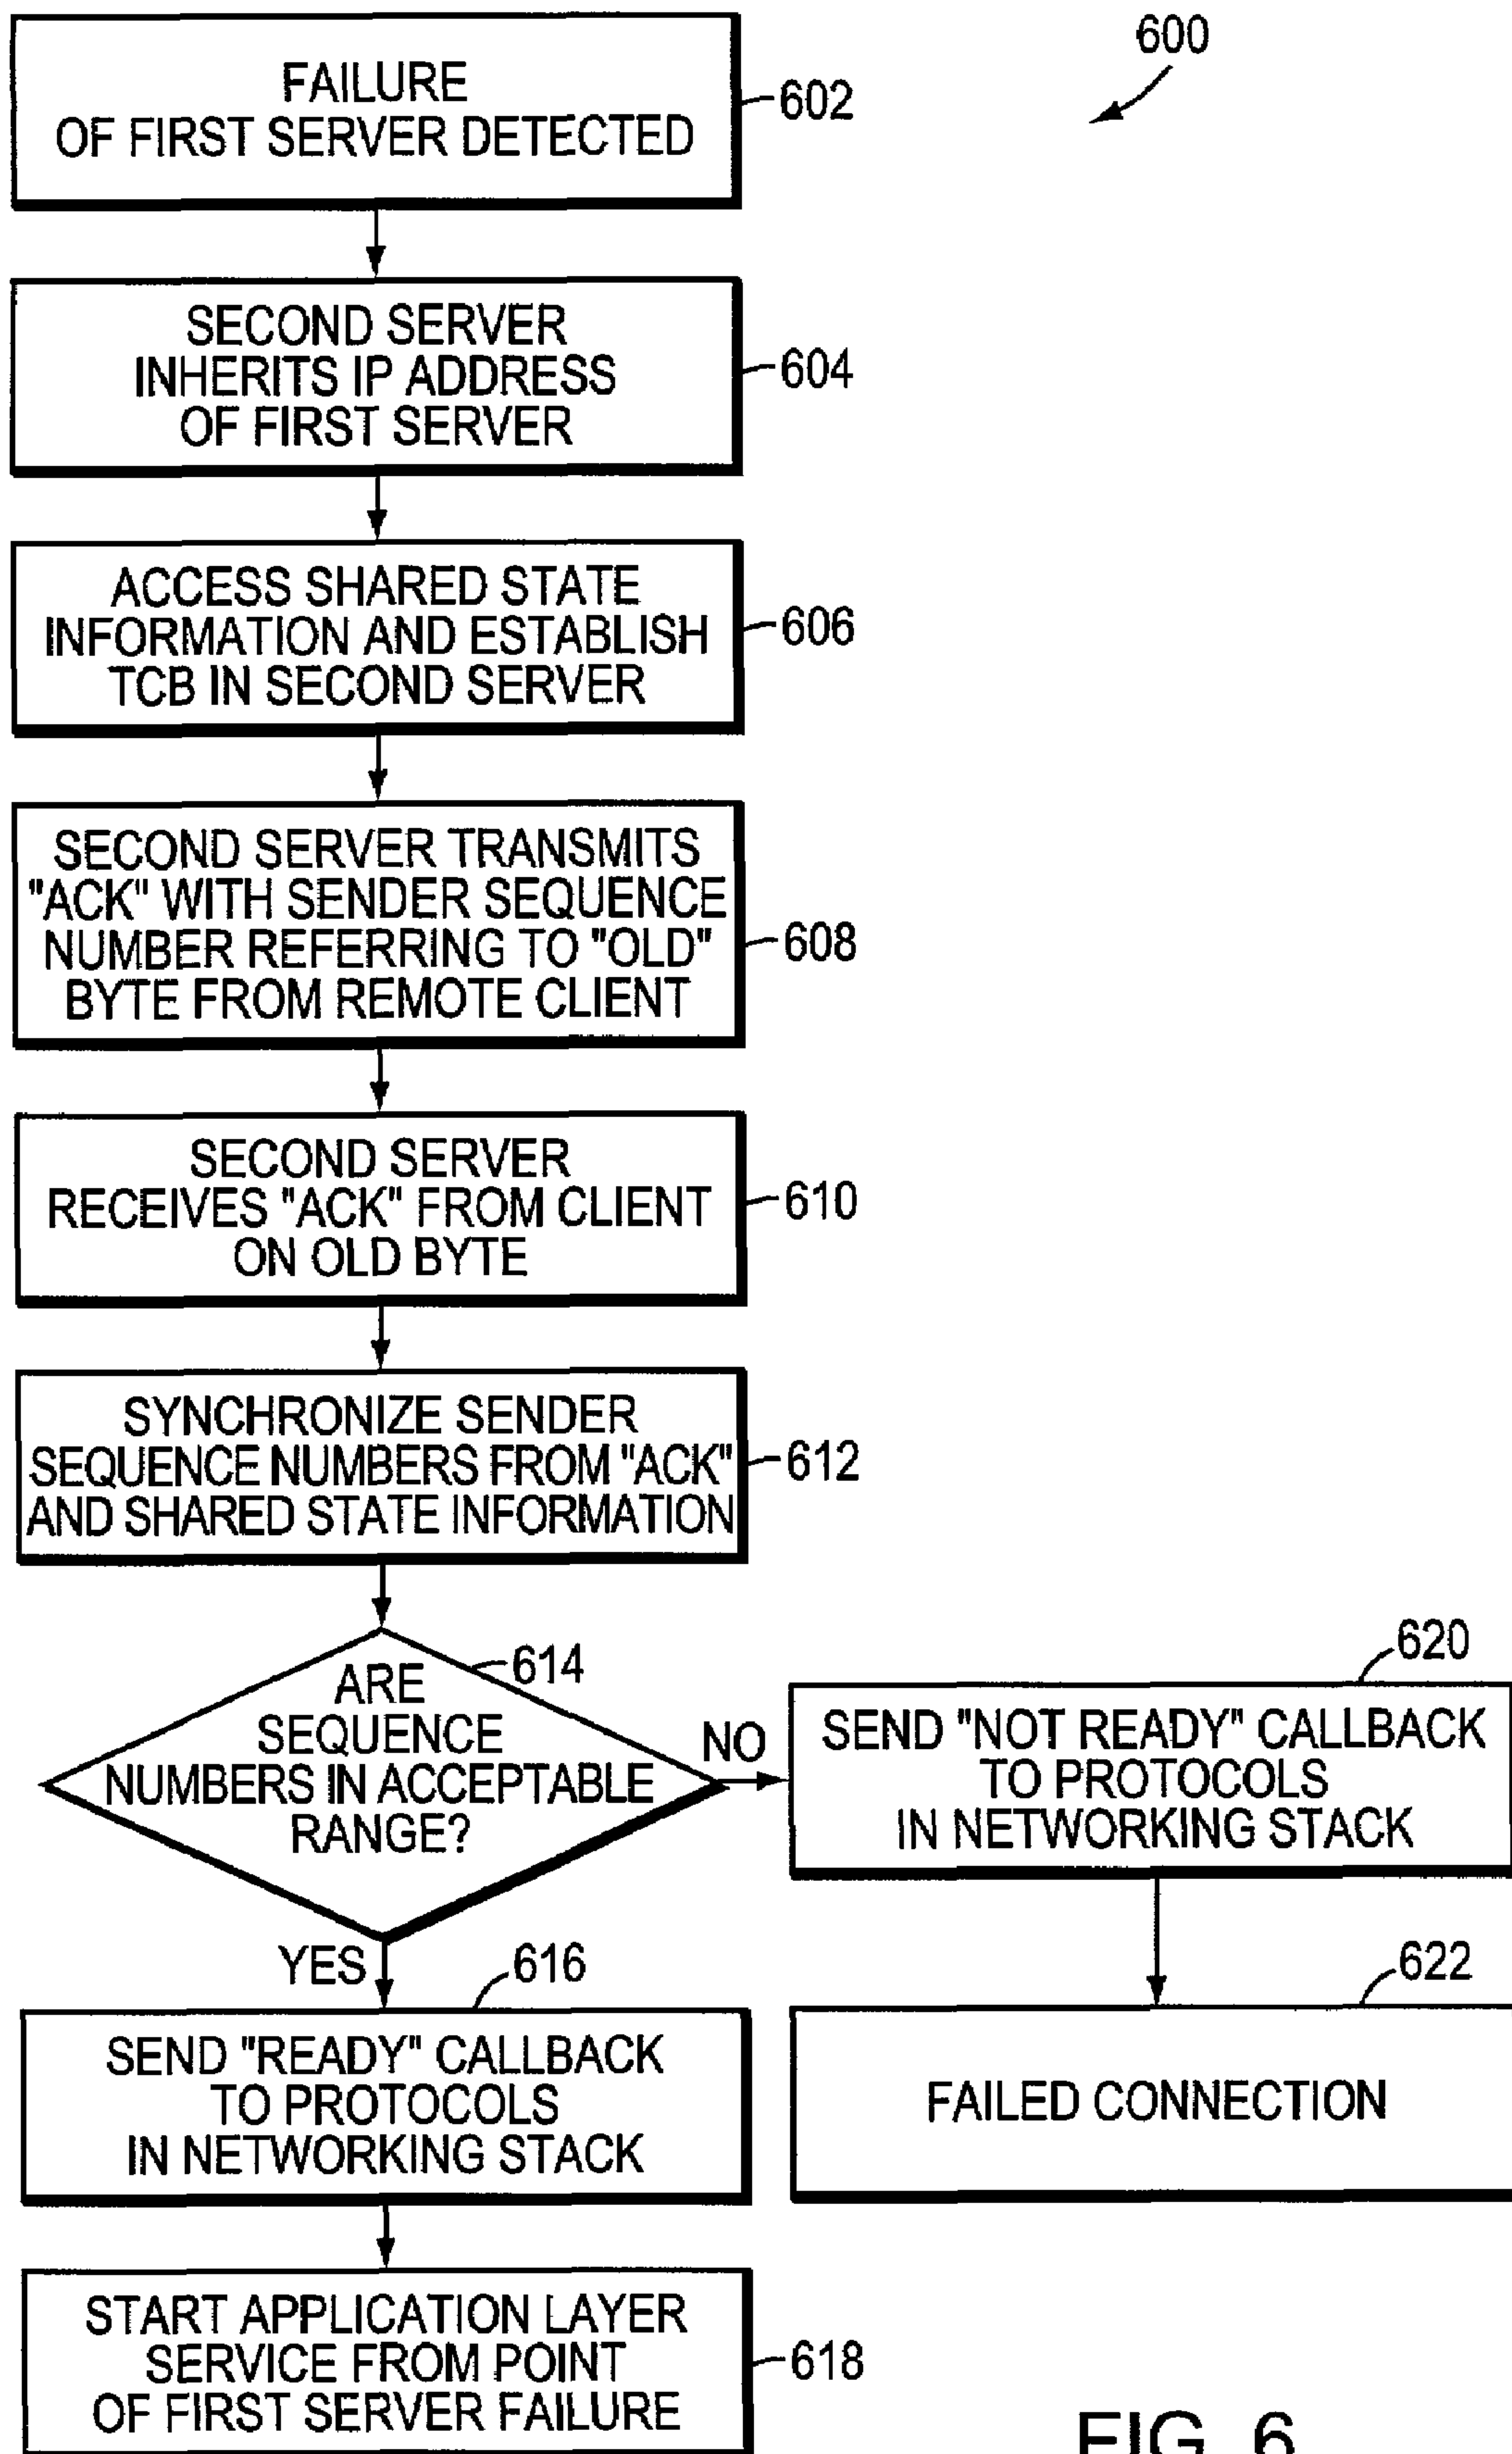 600
FAILURE
OF FIRST SERVER DETECTED
602
SECOND SERVER
INHERITS IP ADDRESS
OF FIRST SERVER
604
ACCESS SHARED STATE
INFORMATION AND ESTABLISH
TCB IN SECOND SERVER
606
SECOND SERVER TRANSMITS
"ACK" WITH SENDER SEQUENCE
NUMBER REFERRING TO "OLD"
BYTE FROM REMOTE CLIENT
608
SECOND SERVER
RECEIVES "ACK" FROM CLIENT
ON OLD BYTE
610
SYNCHRONIZE SENDER
SEQUENCE NUMBERS FROM "ACK"
AND SHARED STATE INFORMATION
612
ARE
SEQUENCE
NUMBERS IN ACCEPTABLE
RANGE?
614
NO
620
SEND "NOT READY" CALLBACK
TO PROTOCOLS
IN NETWORKING STACK
YES
616
SEND "READY" CALLBACK
TO PROTOCOLS
IN NETWORKING STACK
622
FAILED CONNECTION
START APPLICATION LAYER
SERVICE FROM POINT
OF FIRST SERVER FAILURE
618
FIG. 6